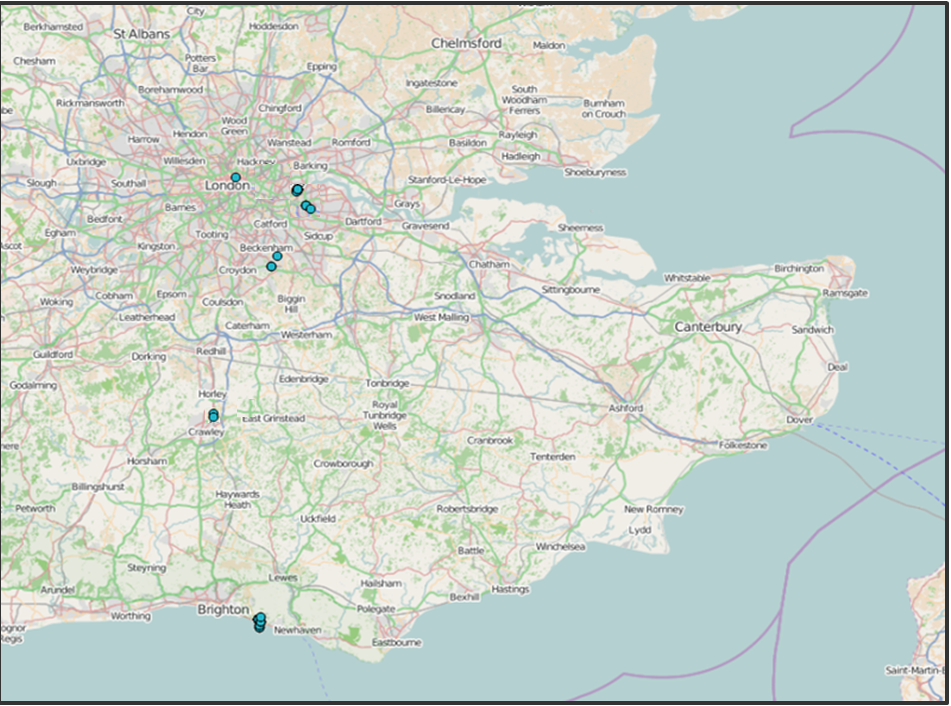 City
Berkhamsted
Hoddesdon
St Albans
Chelmsford
Maldon
Chesham
Potters
Bar
Epping
Borehamwood
Ingatestone
South
Woodham
Ferrers
Rickmansworth
Chingford
Billericay
Burnham
on Crouch
Wood
Green
Harrow
Hendon
Wanstead
Romford
Basildon
Rayleigh
Hadleigh
Uxbridge
Willesden
Hackney
Barking
Shoeburyness
Slough
Southall
London
Stanford-Le-Hope
Barnes
Grays
Bedfont
Catford
Dartford
Gravesend
Egham
Tooting
Sidcup
Sheerness
Ascot
Kingston
Beckenham
Weybridge
Croydon
Chatham
Whitstable
Birchington
Cobham
Epsom
Sittingbourne
Ramsgate
Woking
Coulsdon
Biggin
Hill
Snodland
Leatherhead
Caterham
West Malling
Canterbury
Sandwich
Westerham
Guildford
Dorking
Redhill
Deal
Godalming
Horley
Edenbridge
Tonbridge
Royal
Tunbridge
Wells
Ashford
East Grinstead
Dover
Crawley
Cranbrook
Folkestone
Horsham
Crowborough
Tenterden
Billingshurst
Haywards
Heath
Petworth
Uckfield
Robertsbridge
New Romney
Lydd
Battle
Winchelsea
Steyning
Lewes
Arundel
Hailsham
Hastings
Bexhill
Worthing
Brighton
Polegate
Newhaven
Eastbourne
ognor
Regis
Saint-Martin-B